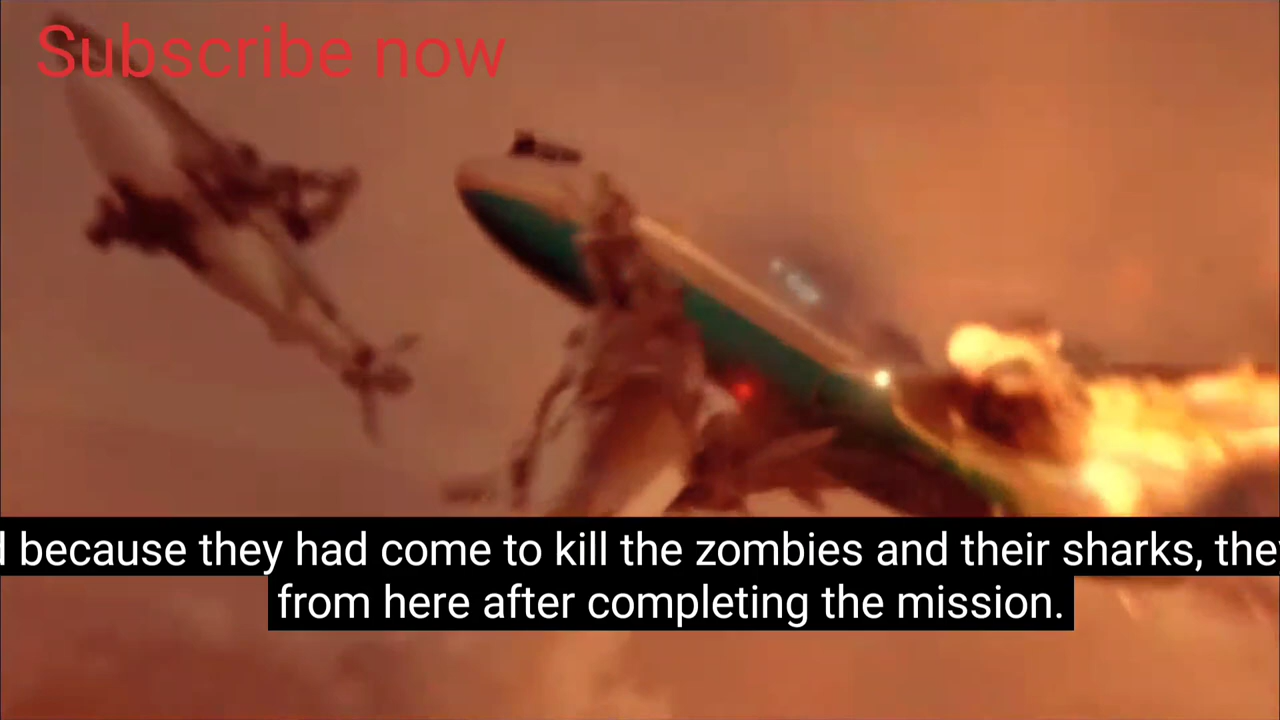 Subscribe now
because they had come to kill the zombies and their sharks,
from here after completing the mission.